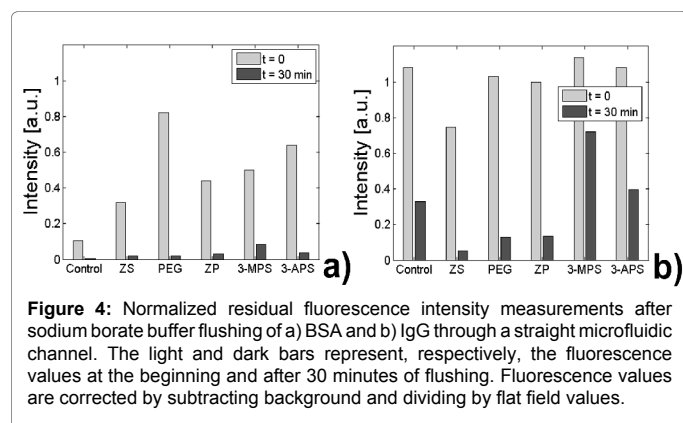 t = 0
t = 30 min
Intensity [a.u.]
1
0.8
0.6
0.4
0.2
0
Control ZS PEG ZP 3-MPS 3-APS
a)
t = 0
t = 30 min
Intensity [a.u.]
1
0.8
0.6
0.4
0.2
0
Control ZS PEG ZP 3-MPS 3-APS
b)
Figure 4: Normalized residual fluorescence intensity measurements after
sodium borate buffer flushing of a) BSA and b) IgG through a straight microfluidic
channel. The light and dark bars represent, respectively, the fluorescence
values at the beginning and after 30 minutes of flushing. Fluorescence values
are corrected by subtracting background and dividing by flat field values.